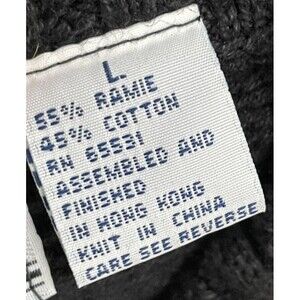 L
55% RAMIE
45% COTTON
RN 65531
ASSEMBLED AND
FINISHED
IN HONG KONG
KNIT IN CHINA
CARE SEE REVERSE